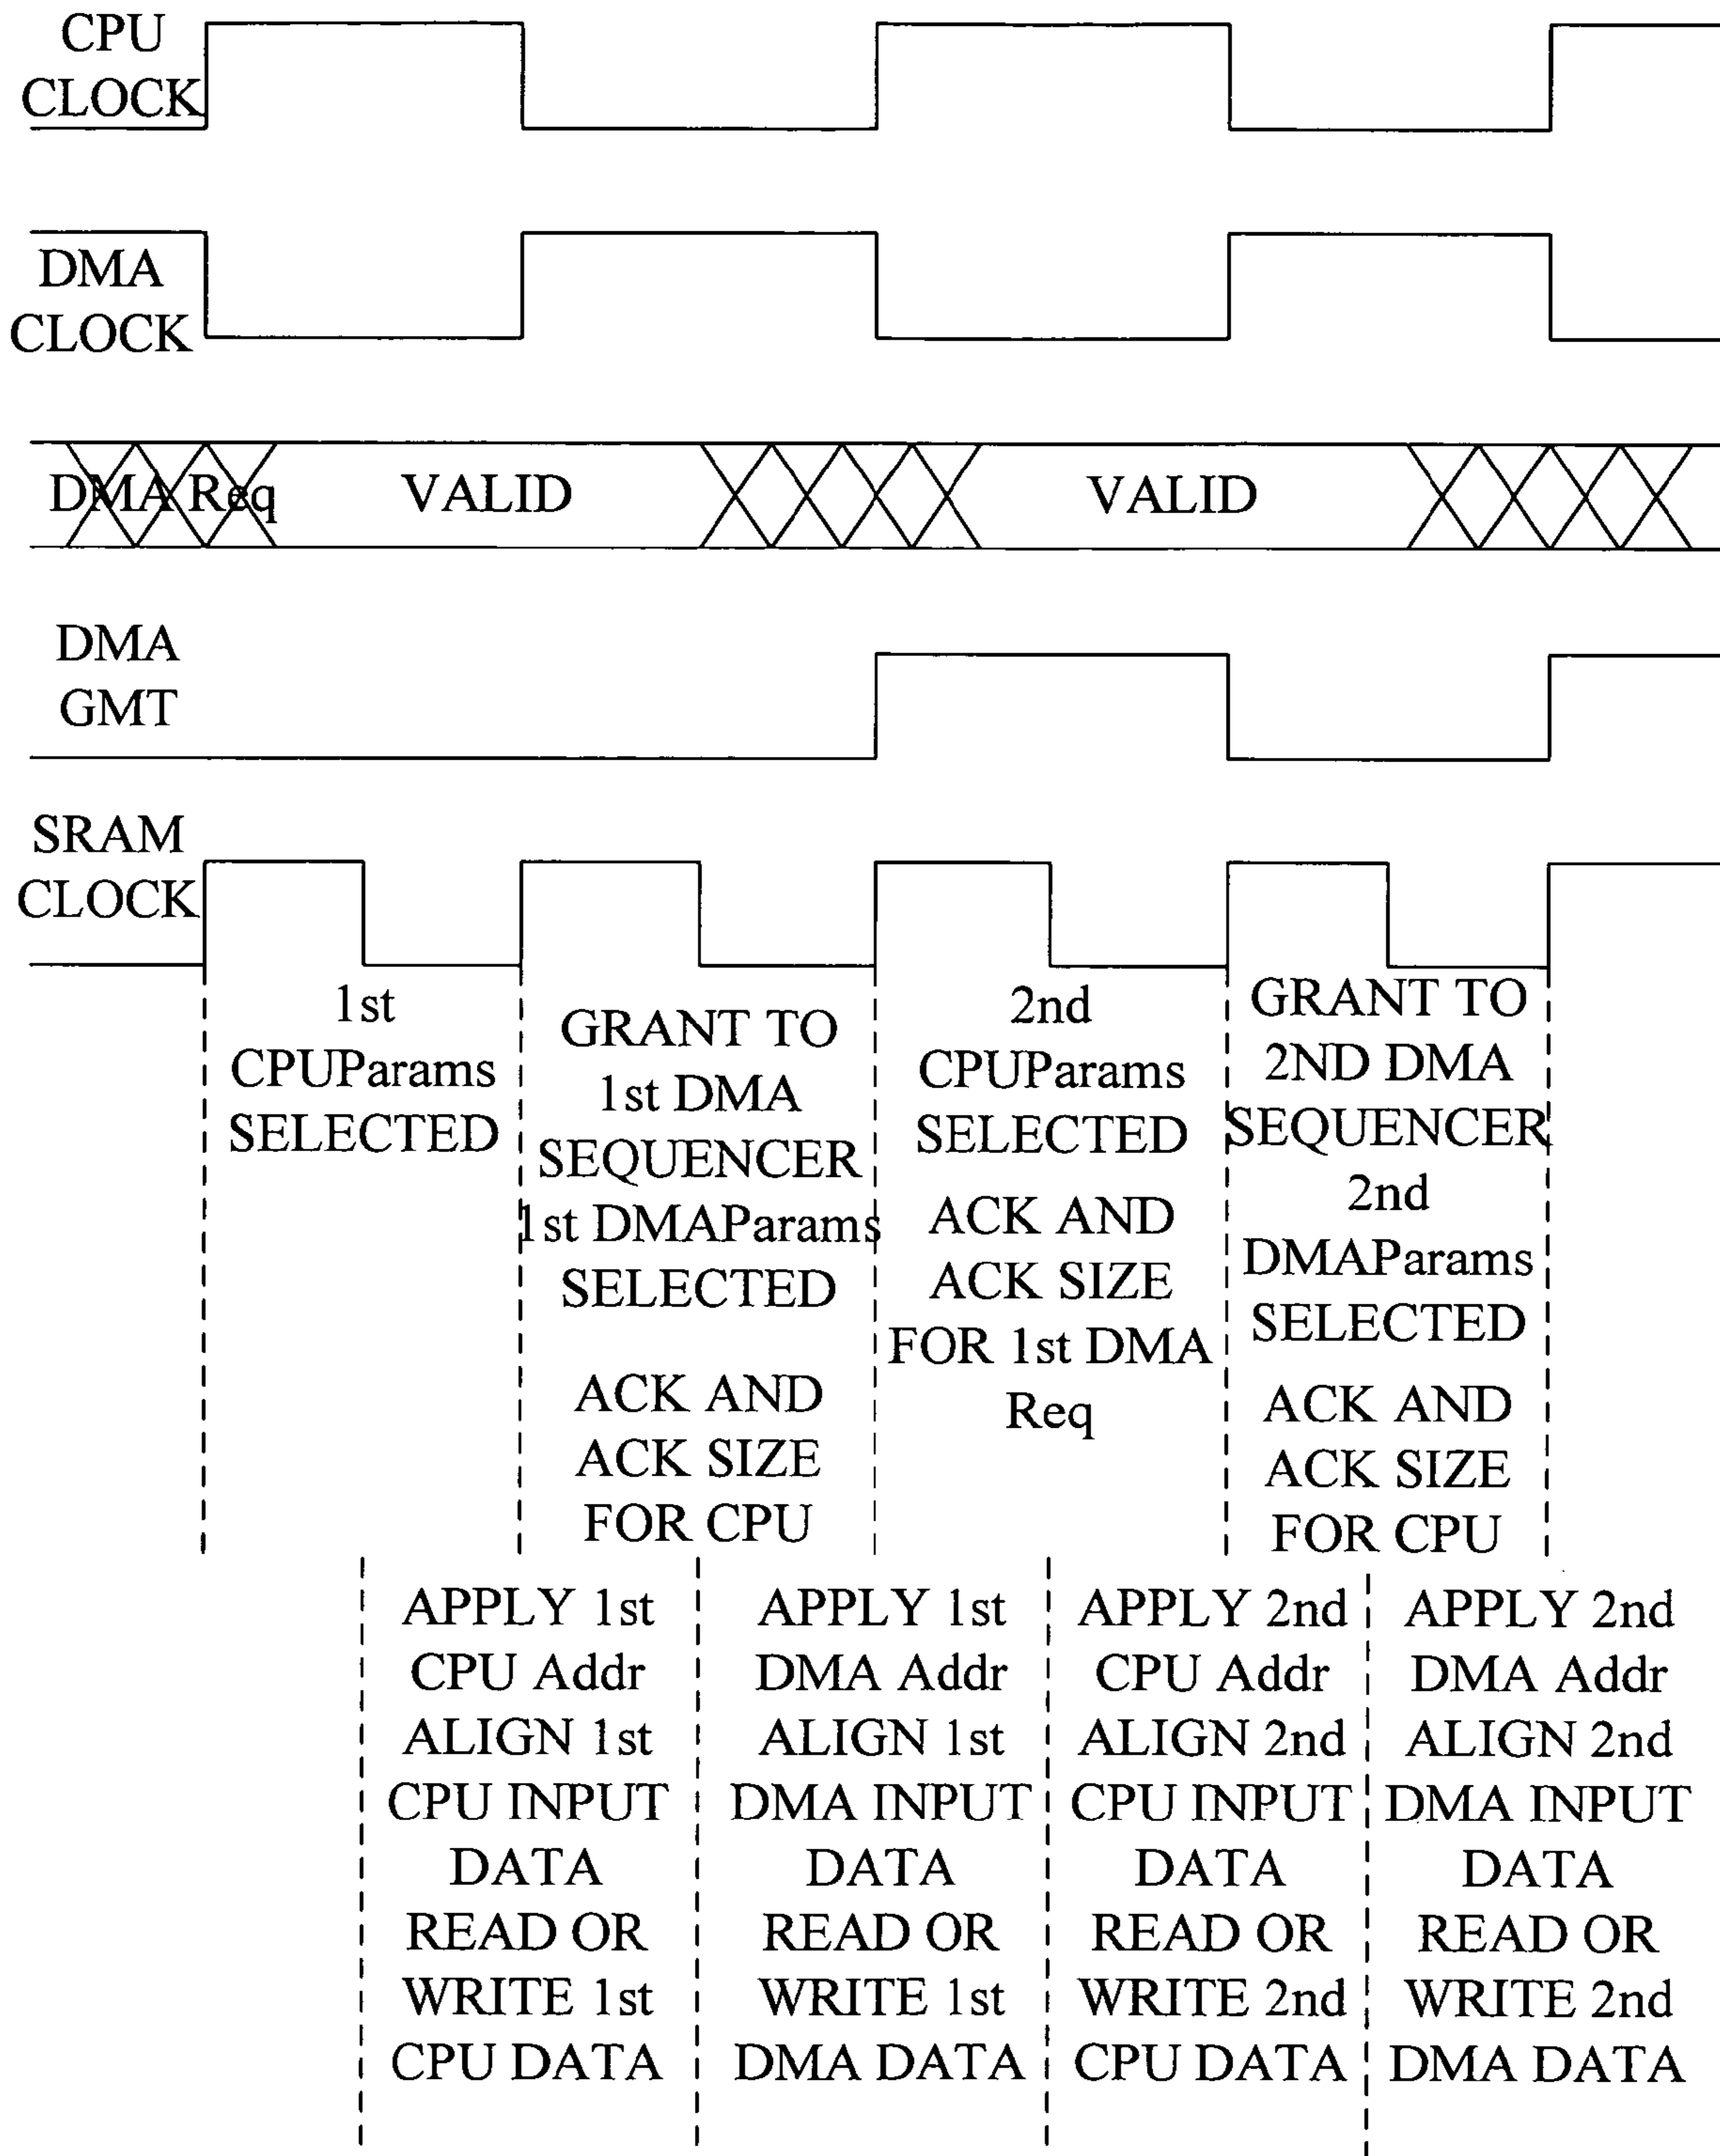 CPU
CLOCK
DMA
CLOCK
DMA Req
VALID
VALID
DMA
GMT
SRAM
CLOCK
1st
CPUParams
SELECTED
GRANT TO
1st DMA
SEQUENCER
1st DMAParams
SELECTED
ACK AND
ACK SIZE
FOR CPU
2nd
CPUParams
SELECTED
ACK AND
ACK SIZE
FOR 1st DMA
Req
GRANT TO
2ND DMA
SEQUENCER
2nd
DMAParams
SELECTED
ACK AND
ACK SIZE
FOR CPU
APPLY 1st
CPU Addr
ALIGN 1st
CPU INPUT
DATA
READ OR
WRITE 1st
CPU DATA
APPLY 1st
DMA Addr
ALIGN 1st
DMA INPUT
DATA
READ OR
WRITE 1st
DMA DATA
APPLY 2nd
CPU Addr
ALIGN 2nd
CPU INPUT
DATA
READ OR
WRITE 2nd
CPU DATA
APPLY 2nd
DMA Addr
ALIGN 2nd
DMA INPUT
DATA
READ OR
WRITE 2nd
DMA DATA